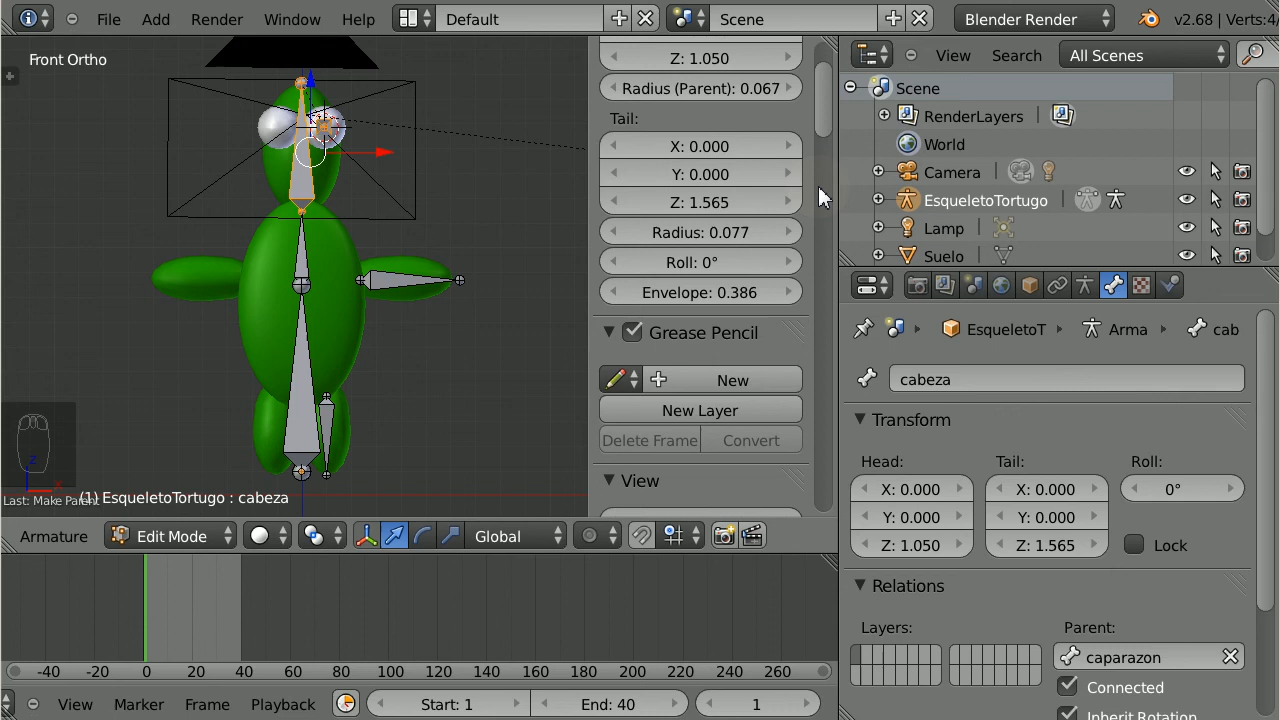 File Add Render Window Help Default Scene Blender Render v2.68 | Verts:4/
Front Ortho
Z: 1.050
Radius (Parent): 0.067
Tail:
X: 0.000
Y: 0.000
Z: 1.565
Radius: 0.077
Roll: 0°
Envelope: 0.386
Grease Pencil
New
New Layer
Delete Frame Convert
View
Z
X
Last: Make Parent
(1) EsqueletoTortugo : cabeza
Armature Edit Mode Global
-40 -20 0 20 40 60 80 100 120 140 160 180 200 220 240 260
View Marker Frame Playback Start: 1 End: 40 1
View Search All Scenes
Scene
RenderLayers
World
Camera
EsqueletoTortugo
Lamp
Suelo
EsqueletoT Arma cab
cabeza
Transform
Head: Tail: Roll:
X: 0.000 X: 0.000 0°
Y: 0.000 Y: 0.000
Z: 1.050 Z: 1.565 Lock
Relations
Layers: Parent:
caparazon
Connected
Inherit Rotation